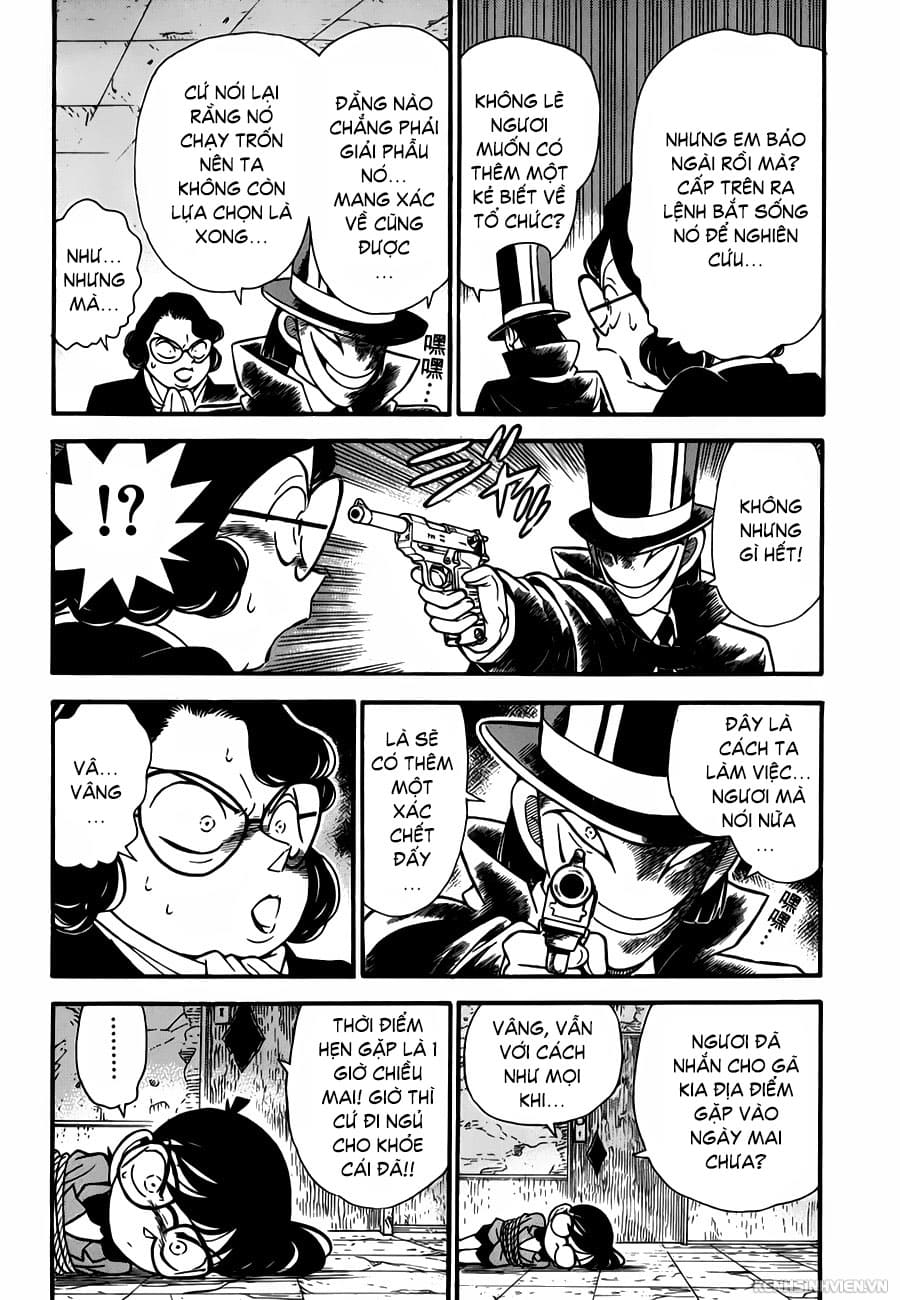 NHƯNG EM BẢO
NGÀI RỒI MÀ?
CẤP TRÊN RA
LỆNH BẮT SỐNG
NÓ ĐỂ NGHIÊN
CỨU...
KHÔNG LẼ
NGƯƠI
MUỐN CÓ
THÊM MỘT
KẺ BIẾT VỀ
TỔ CHỨC?
ĐẰNG NÀO
CHẲNG PHẢI
GIẢI PHẪU
NÓ...
MANG XÁC
VỀ CŨNG
ĐƯỢC
...
嘿嘿...
CỨ NÓI LẠI
RẰNG NÓ
CHẠY TRỐN
NÊN TA
KHÔNG CÒN
LỰA CHỌN LÀ
XONG...
NHƯ...
NHƯNG
MÀ...
KHÔNG
NHƯNG
GÌ HẾT!
!?
ĐÂY LÀ
CÁCH TA
LÀM VIỆC...
NGƯƠI MÀ
NÓI NỮA
...
嘿嘿...
LÀ SẼ
CÓ THÊM
MỘT
XÁC
CHẾT
ĐẤY
...
VÂ...
VÂNG
...
NGƯƠI ĐÃ
NHẮN CHO GÃ
KIA ĐỊA ĐIỂM
GẶP VÀO
NGÀY MAI
CHƯA?
VÂNG, VẪN
VỚI CÁCH
NHƯ MỌI
KHI...
THỜI ĐIỂM
HẸN GẶP LÀ 1
GIỜ CHIỀU
MAI! GIỜ THÌ
CỨ ĐI NGỦ
CHO KHỎE
CÁI ĐÃ!!
........
KENHSINHVIEN.VN